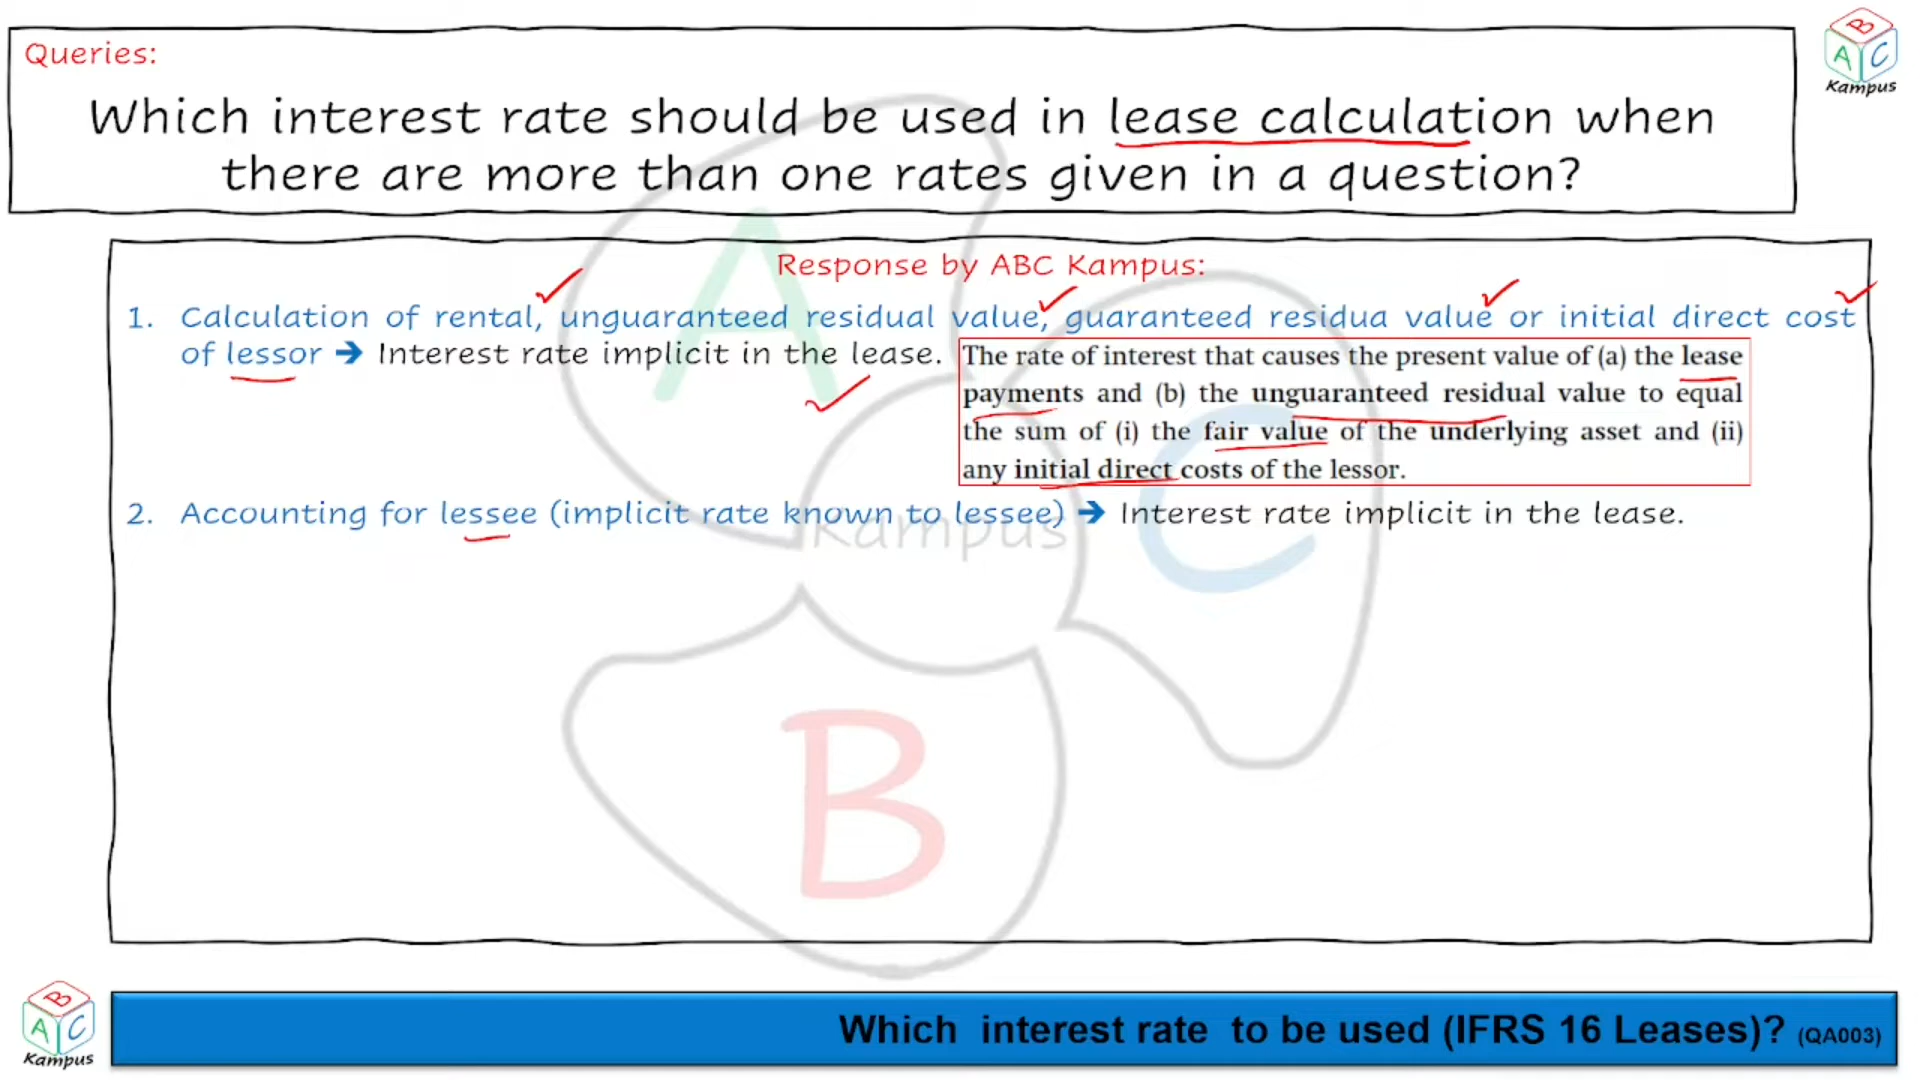 Queries:
Which interest rate should be used in lease calculation when
there are more than one rates given in a question?
B
A C
Kampus
Response by ABC Kampus:
1. Calculation of rental, unguaranteed residual value, guaranteed residua value or initial direct cost
of lessor → Interest rate implicit in the lease.
The rate of interest that causes the present value of (a) the lease
payments and (b) the unguaranteed residual value to equal
the sum of (i) the fair value of the underlying asset and (ii)
any initial direct costs of the lessor.
2. Accounting for lessee (implicit rate known to lessee) → Interest rate implicit in the lease.
A
Kampus
C
B
B
A C
Kampus
Which interest rate to be used (IFRS 16 Leases)? (QA003)